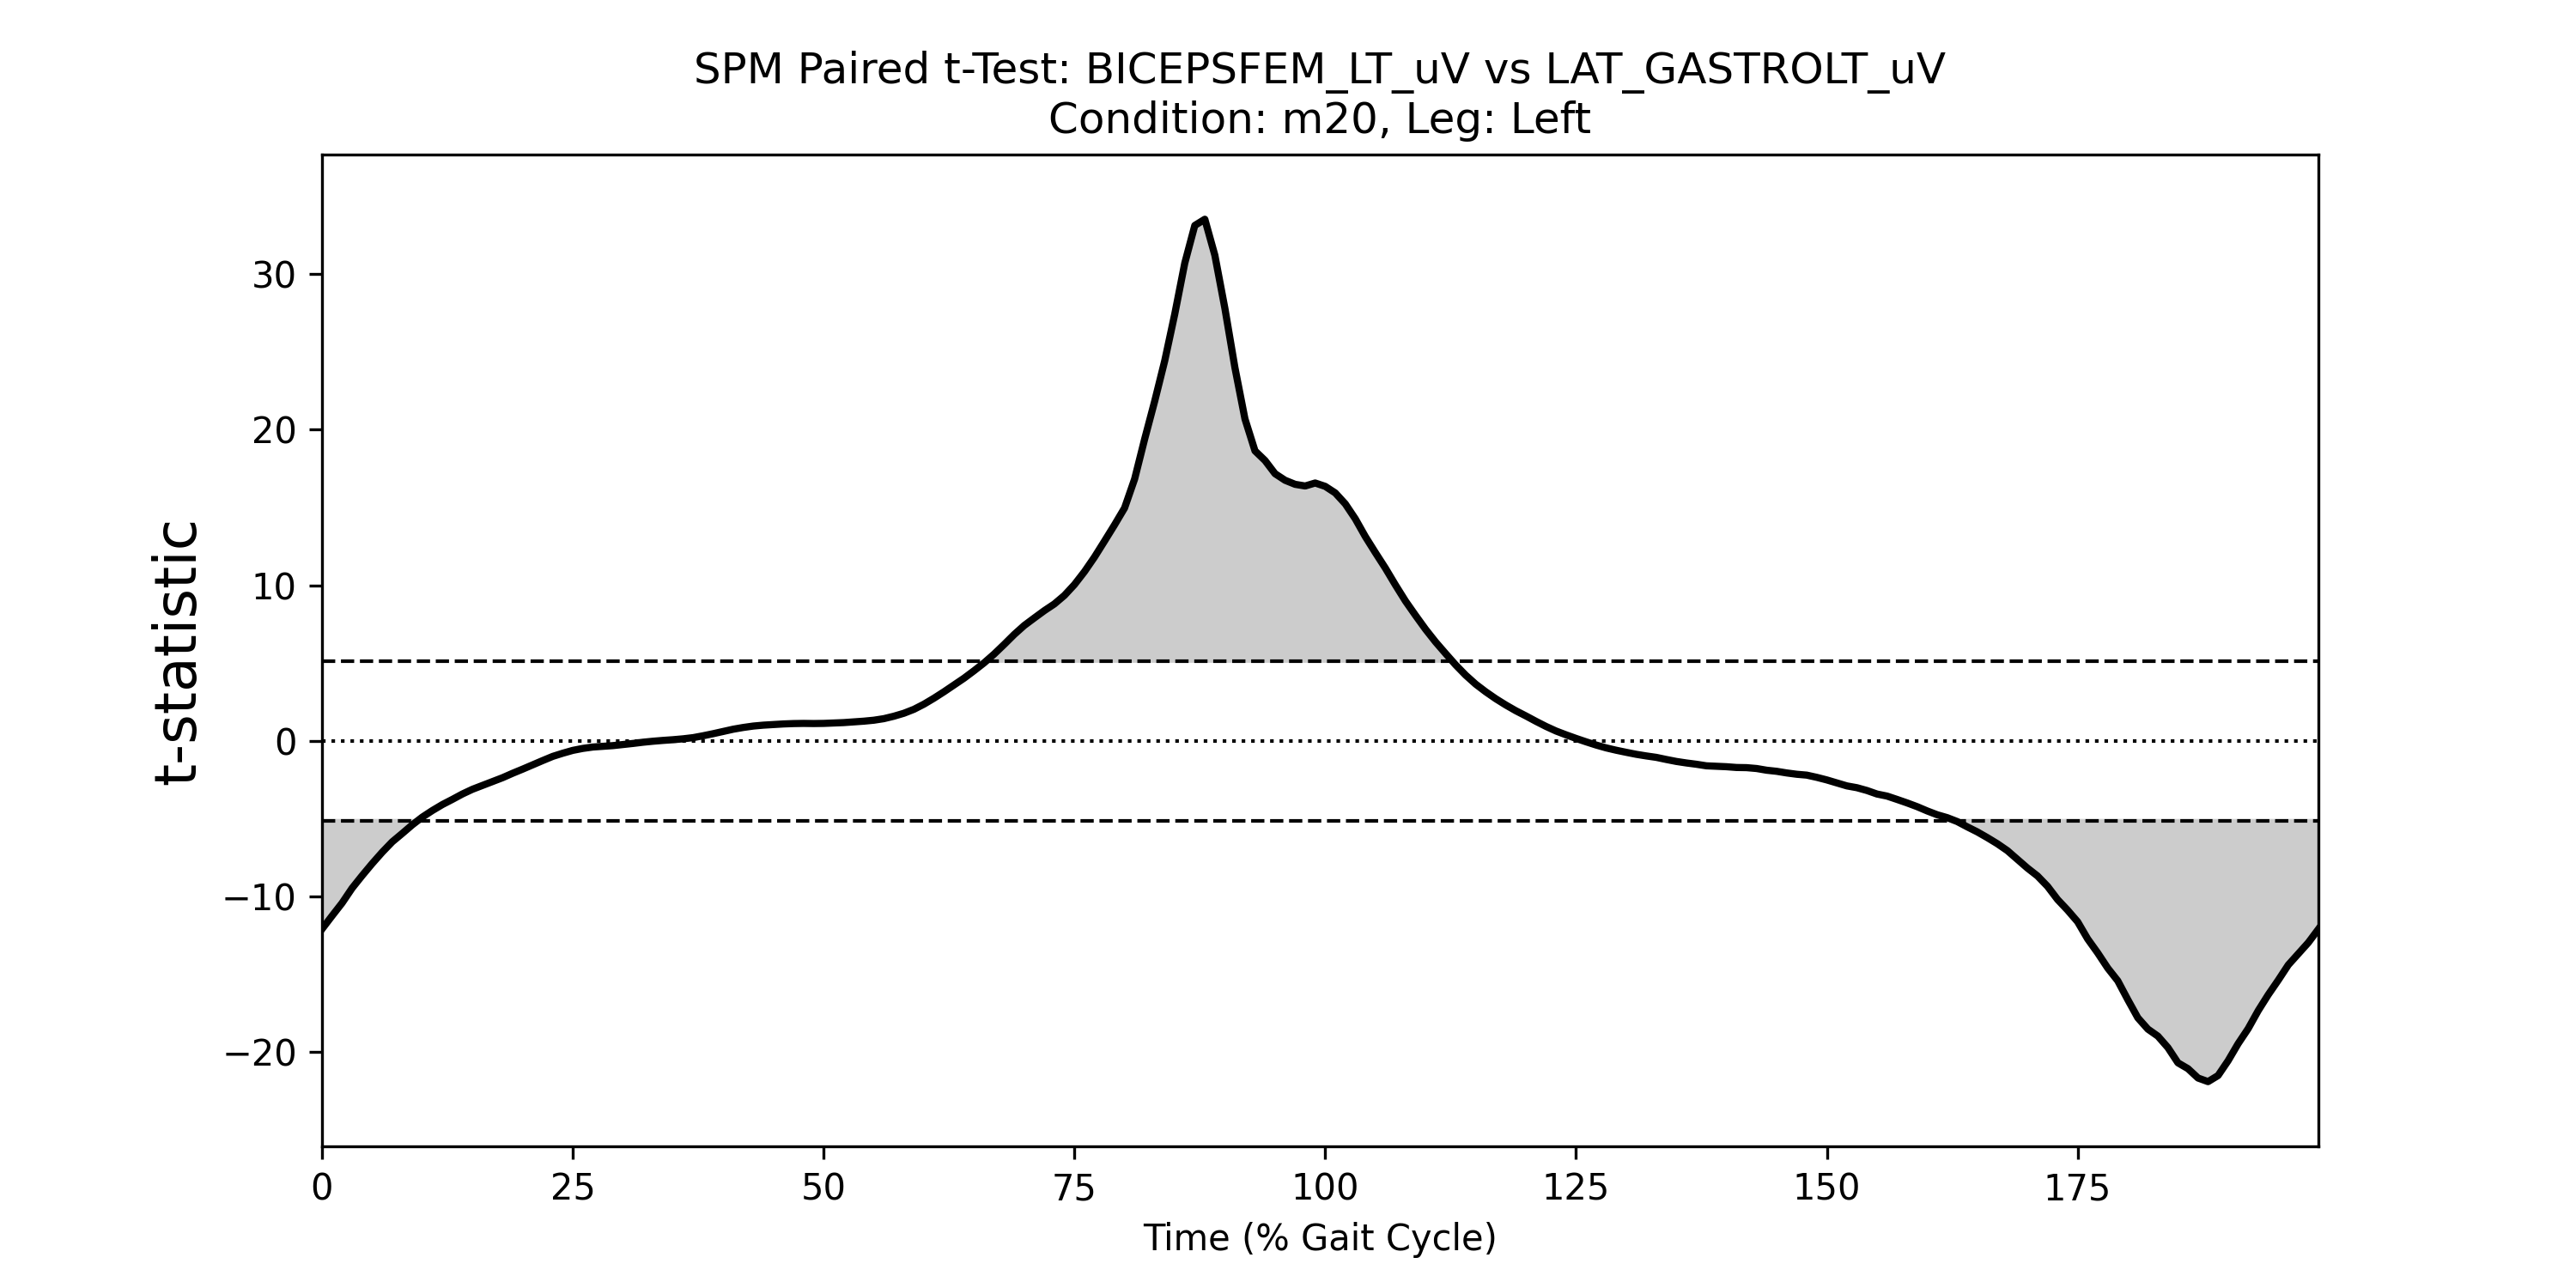 SPM Paired t-Test: BICEPSFEM_LT_uV vs LAT_GASTROLT_uV
Condition: m20, Leg: Left
t-statistic
30
20
10
0
−10
−20
0 25 50 75 100 125 150 175
Time (% Gait Cycle)